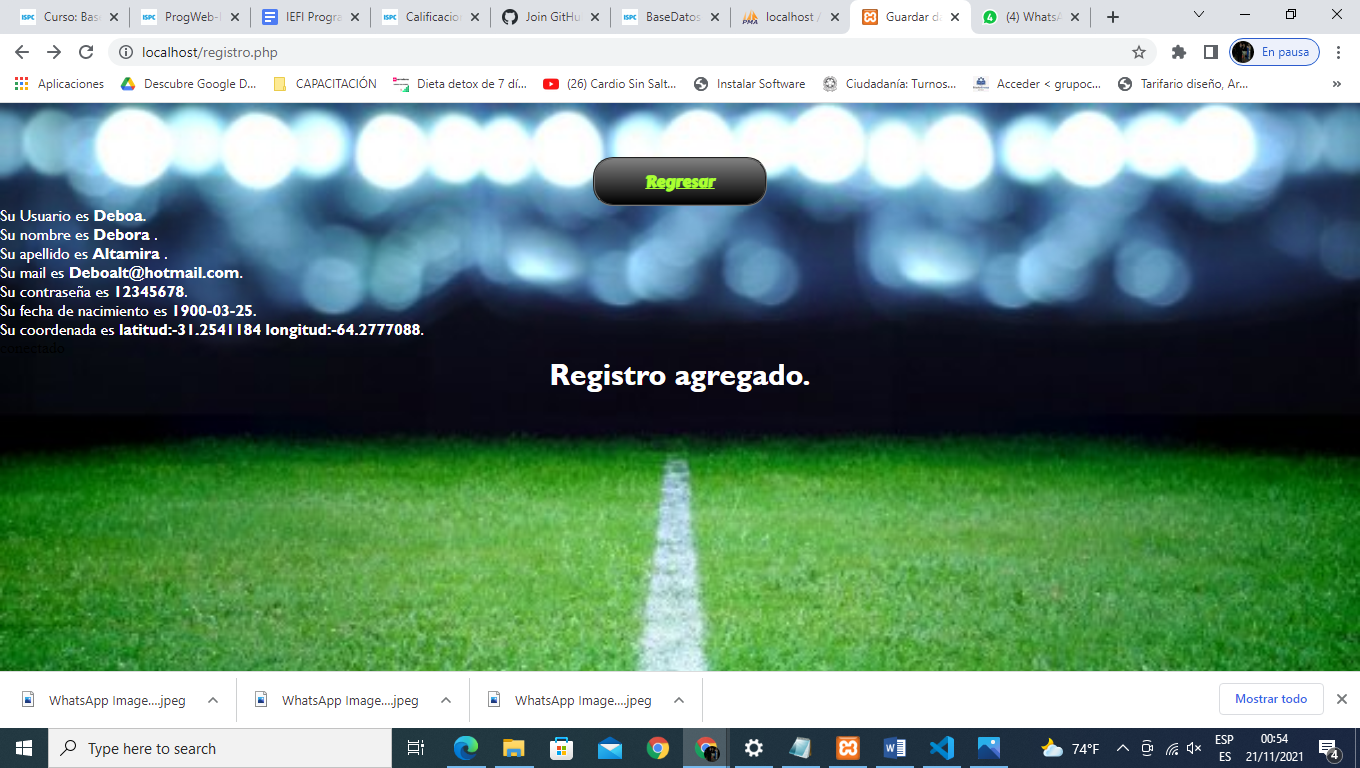 Curso: Bas
ProgWeb-
IEFI Progra
Calificacio
Join GitHu
BaseDatos
localhost /
Guardar d
(4) WhatsA
localhost/registro.php
En pausa
Aplicaciones
Descubre Google D...
CAPACITACIÓN
Dieta detox de 7 dí...
(26) Cardio Sin Salt...
Instalar Software
Ciudadanía: Turnos...
Acceder < grupoc...
Tarifario diseño, Ar...
»
Regresar
Su Usuario es Deboa.
Su nombre es Debora .
Su apellido es Altamira .
Su mail es Deboalt@hotmail.com.
Su contraseña es 12345678.
Su fecha de nacimiento es 1900-03-25.
Su coordenada es latitud:-31.2541184 longitud:-64.2777088.
conectado
Registro agregado.
WhatsApp Image....jpeg
WhatsApp Image....jpeg
WhatsApp Image....jpeg
Mostrar todo
Type here to search
74°F
ESP
ES
00:54
21/11/2021
4